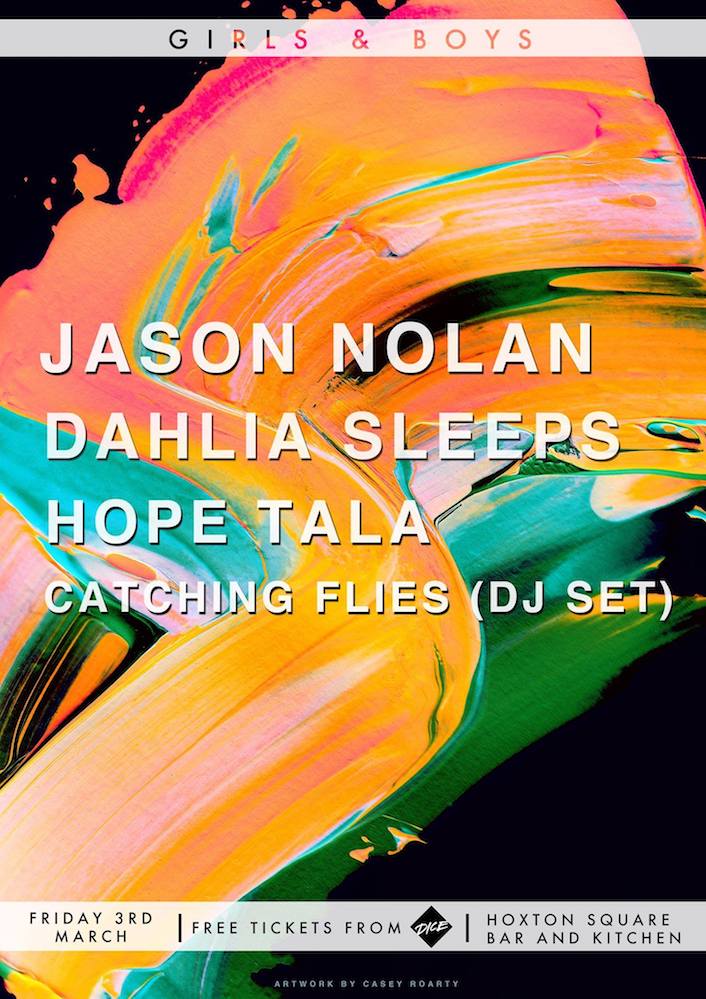 GIRLS & BOYS
JASON NOLAN
DAHLIA SLEEPS
HOPE TALA
CATCHING FLIES (DJ SET)
FRIDAY 3RD
MARCH
FREE TICKETS FROM DICE
HOXTON SQUARE
BAR AND KITCHEN
ARTWORK BY CASEY ROARTY